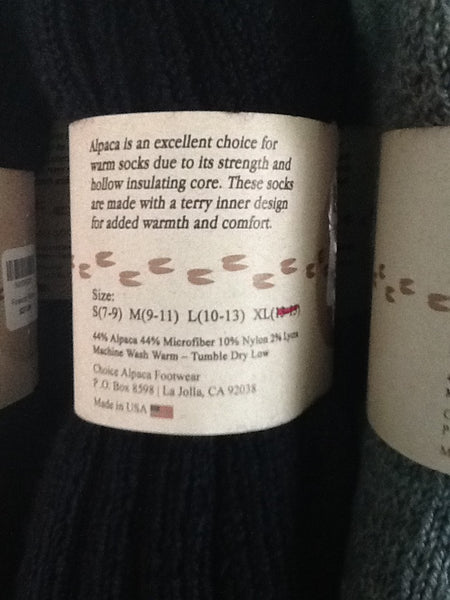 Alpaca is an excellent choice for
warm socks due to its strength and
hollow insulating core. These socks
are made with a terry inner design
for added warmth and comfort.
Size:
S(7-9) M(9-11) L(10-13) XL(
44% Alpaca 44% Microfiber 10% Nylon 2% Lycra
Machine Wash Warm – Tumble Dry Low
Choice Alpaca Footwear
P.O. Box 8598 | La Jolla, CA 92038
Made in USA